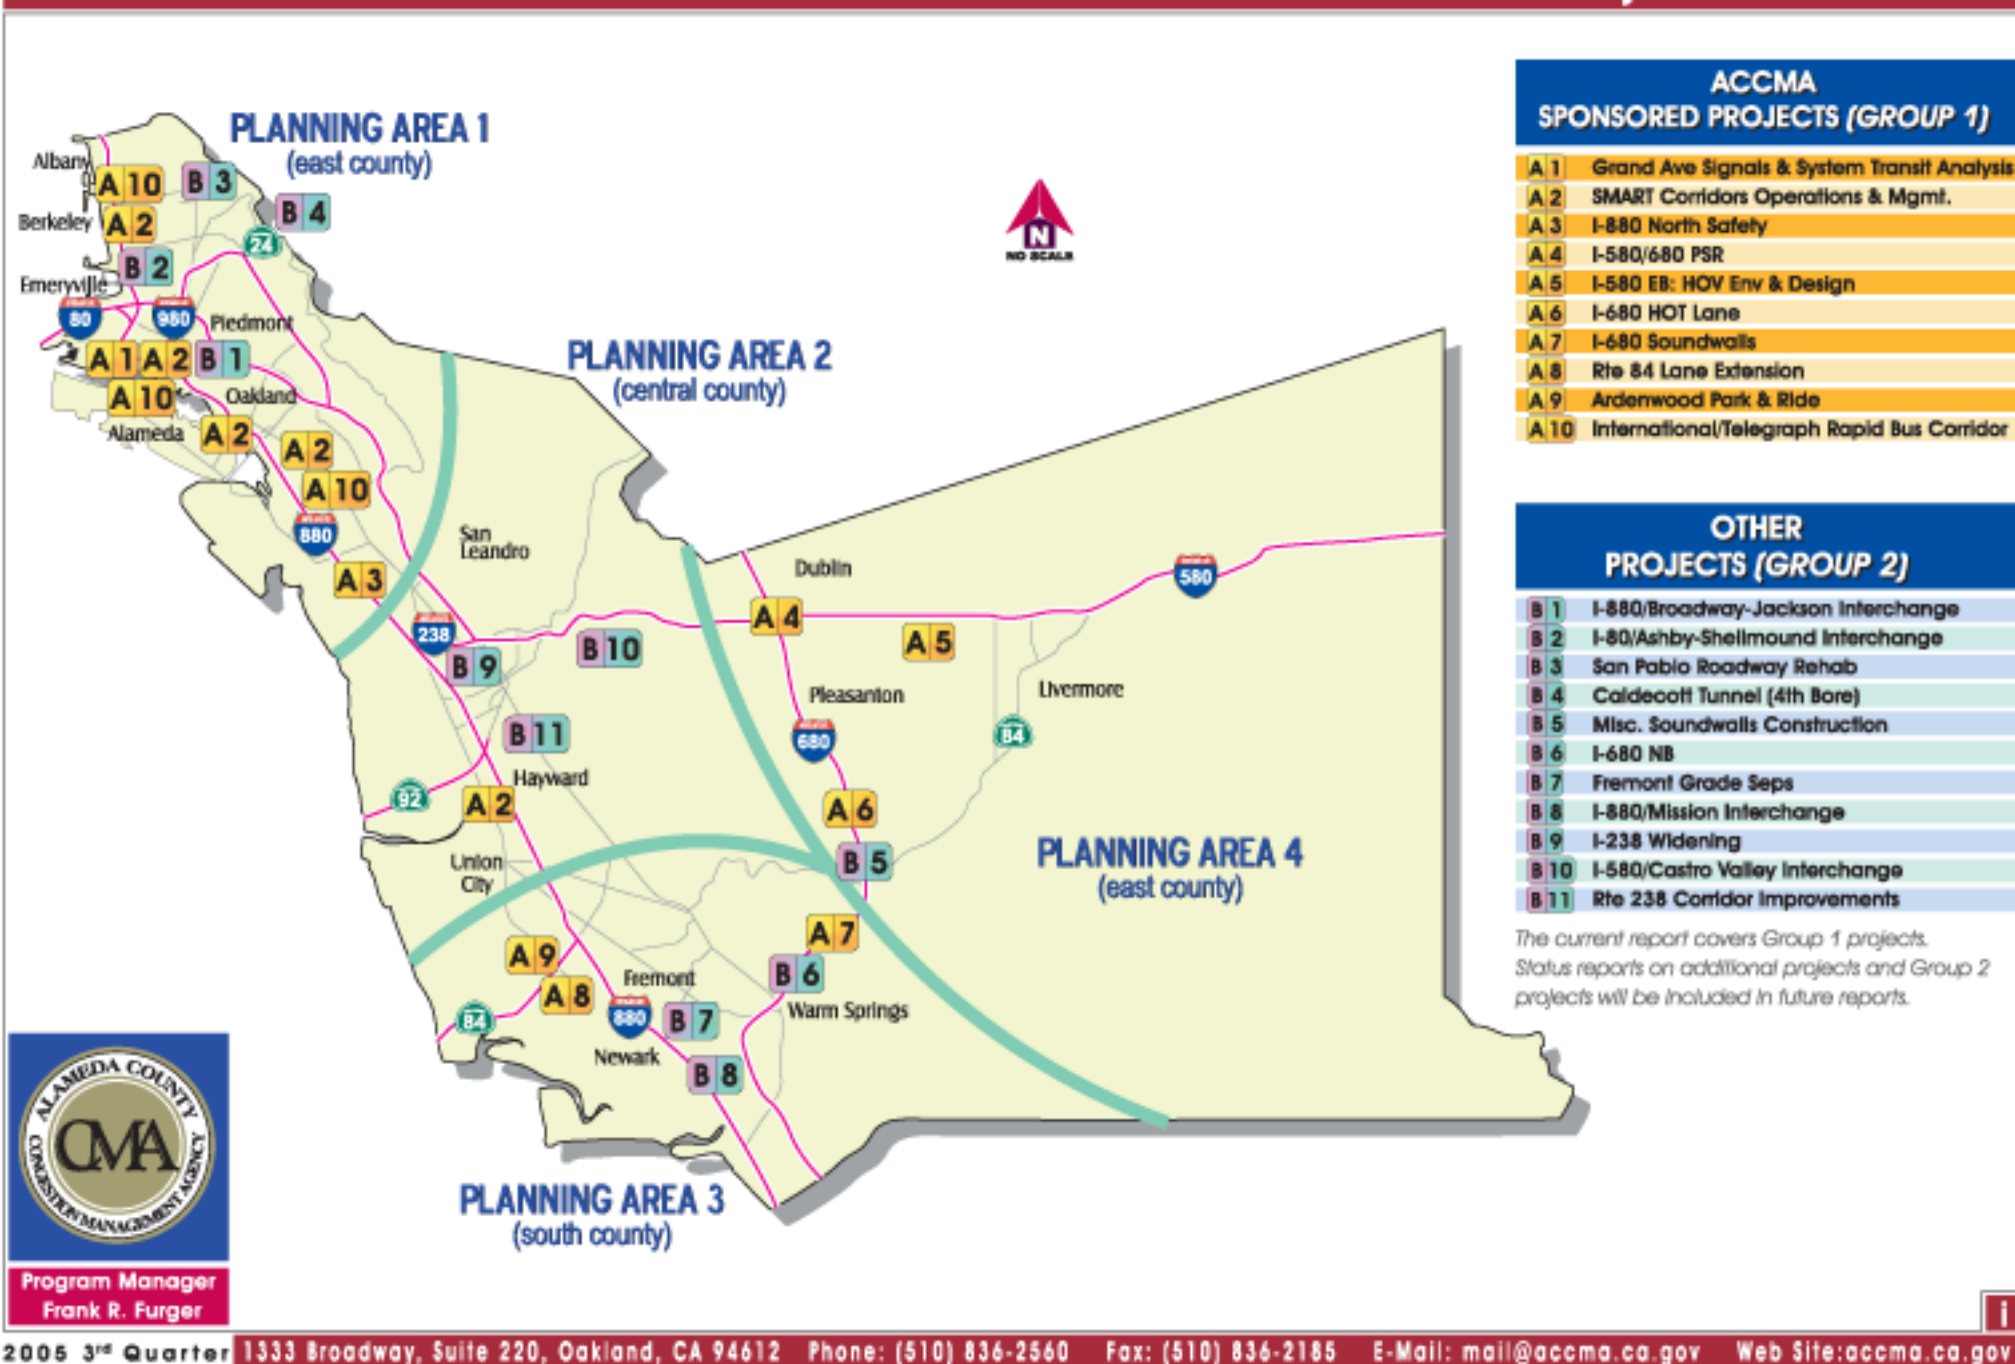 PLANNING AREA 1
(east county)
Albany
A 10
B 3
B 4
Berkeley
A 2
24
B 2
Emeryville
80
980
Piedmont
A 1 A 2 B 1
A 10
Oakland
Alameda
A 2
A 2
A 10
880
A 3
PLANNING AREA 2
(central county)
San
Leandro
238
B 9
B 10
B 11
Hayward
92
A 2
Union
City
N
NO SCALE
Dublin
580
A 4
A 5
Pleasanton
Livermore
680
84
A 6
B 5
PLANNING AREA 4
(east county)
A 7
A 9
B 6
Fremont
A 8
Warm Springs
84
880
B 7
Newark
B 8
PLANNING AREA 3
(south county)
ACCMA
SPONSORED PROJECTS (GROUP 1)
A 1 Grand Ave Signals & System Transit Analysis
A 2 SMART Corridors Operations & Mgmt.
A 3 I-880 North Safety
A 4 I-580/680 PSR
A 5 I-580 EB: HOV Env & Design
A 6 I-680 HOT Lane
A 7 I-680 Soundwalls
A 8 Rte 84 Lane Extension
A 9 Ardenwood Park & Ride
A 10 International/Telegraph Rapid Bus Corridor
OTHER
PROJECTS (GROUP 2)
B 1 I-880/Broadway-Jackson Interchange
B 2 I-80/Ashby-Shellmound Interchange
B 3 San Pablo Roadway Rehab
B 4 Caldecott Tunnel (4th Bore)
B 5 Misc. Soundwalls Construction
B 6 I-680 NB
B 7 Fremont Grade Seps
B 8 I-880/Mission Interchange
B 9 I-238 Widening
B 10 I-580/Castro Valley Interchange
B 11 Rte 238 Corridor Improvements
The current report covers Group 1 projects.
Status reports on additional projects and Group 2
projects will be included in future reports.
ALAMEDA COUNTY
CMA
CONGESTION MANAGEMENT AGENCY
Program Manager
Frank R. Furger
i
2005 3rd Quarter 1333 Broadway, Suite 220, Oakland, CA 94612 Phone: (510) 836-2560 Fax: (510) 836-2185 E-Mail: mail@accma.ca.gov Web Site:accma.ca.gov